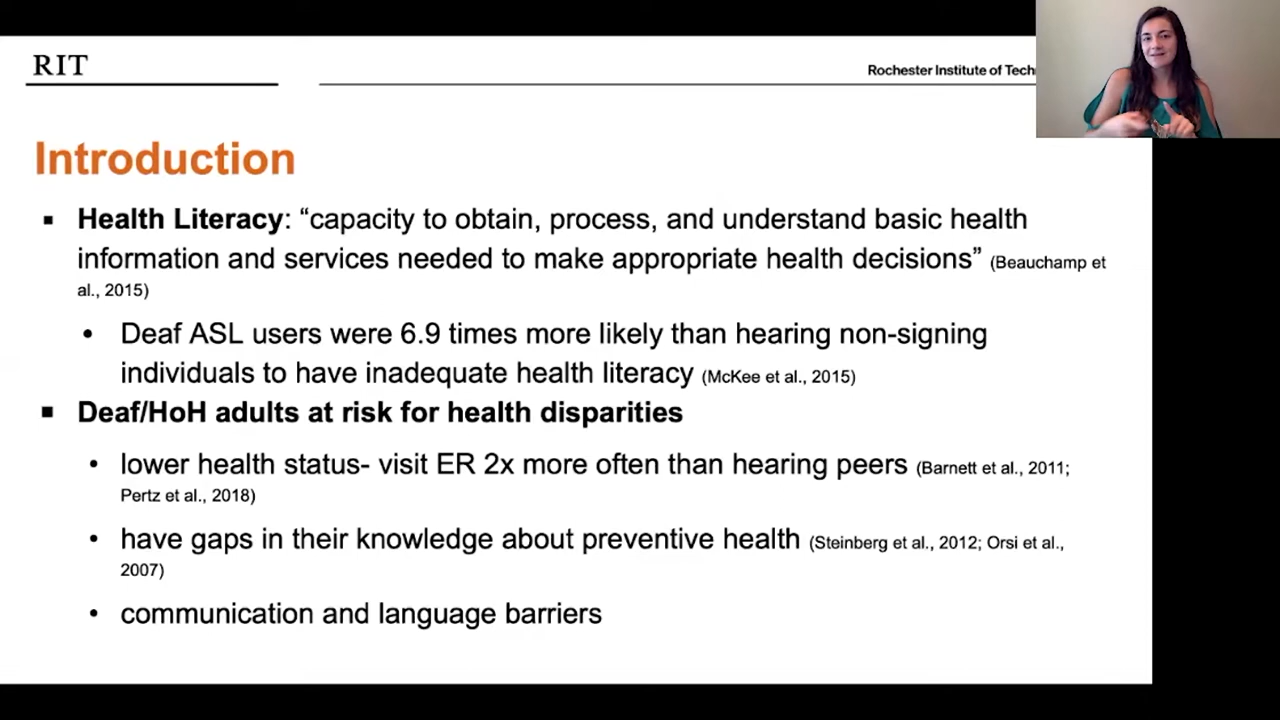 RIT
Rochester Institute of Tech
Introduction
▪ Health Literacy: “capacity to obtain, process, and understand basic health
information and services needed to make appropriate health decisions” (Beauchamp et
al., 2015)
• Deaf ASL users were 6.9 times more likely than hearing non-signing
individuals to have inadequate health literacy (McKee et al., 2015)
▪ Deaf/HoH adults at risk for health disparities
• lower health status- visit ER 2x more often than hearing peers (Barnett et al., 2011;
Pertz et al., 2018)
• have gaps in their knowledge about preventive health (Steinberg et al., 2012; Orsi et al.,
2007)
• communication and language barriers